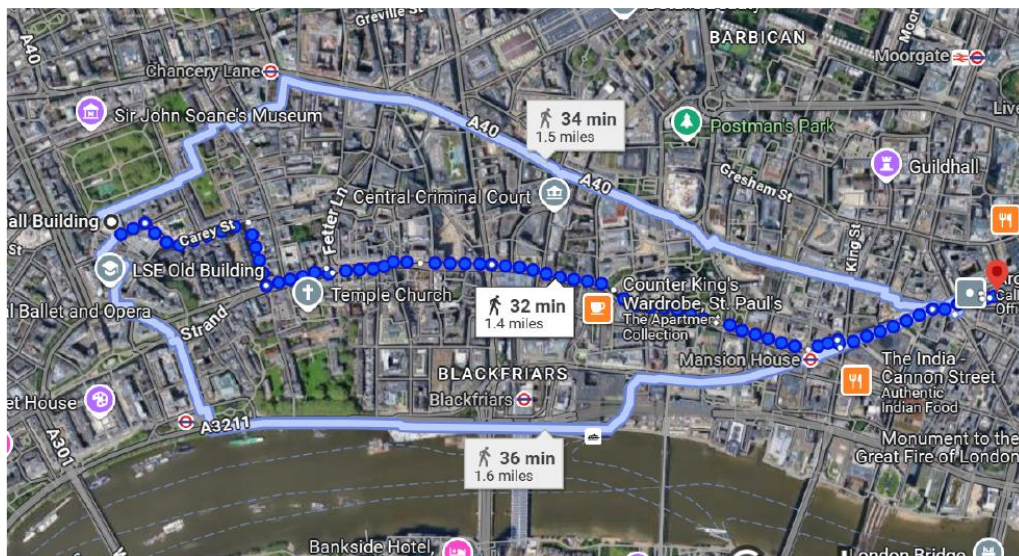 Greville St
BARBICAN
A40
Moorgate
Chancery Lane
Sir John Soane's Museum
34 min
1.5 miles
A40
Postman's Park
Guildhall
Gresham St
Central Criminal Court
A40
Fetter Ln
King St
all Building
Carey St
LSE Old Building
Temple Church
Counter King's
Wardrobe, St. Paul's
The Apartment
Collection
l Ballet and Opera
Strand
32 min
1.4 miles
Mansion House
BLACKFRIARS
The India -
Cannon Street
Authentic
Indian Food
Blackfriars
et House
A3211
A301
Monument to the
Great Fire of London
36 min
1.6 miles
Bankside Hotel,
London Bridge